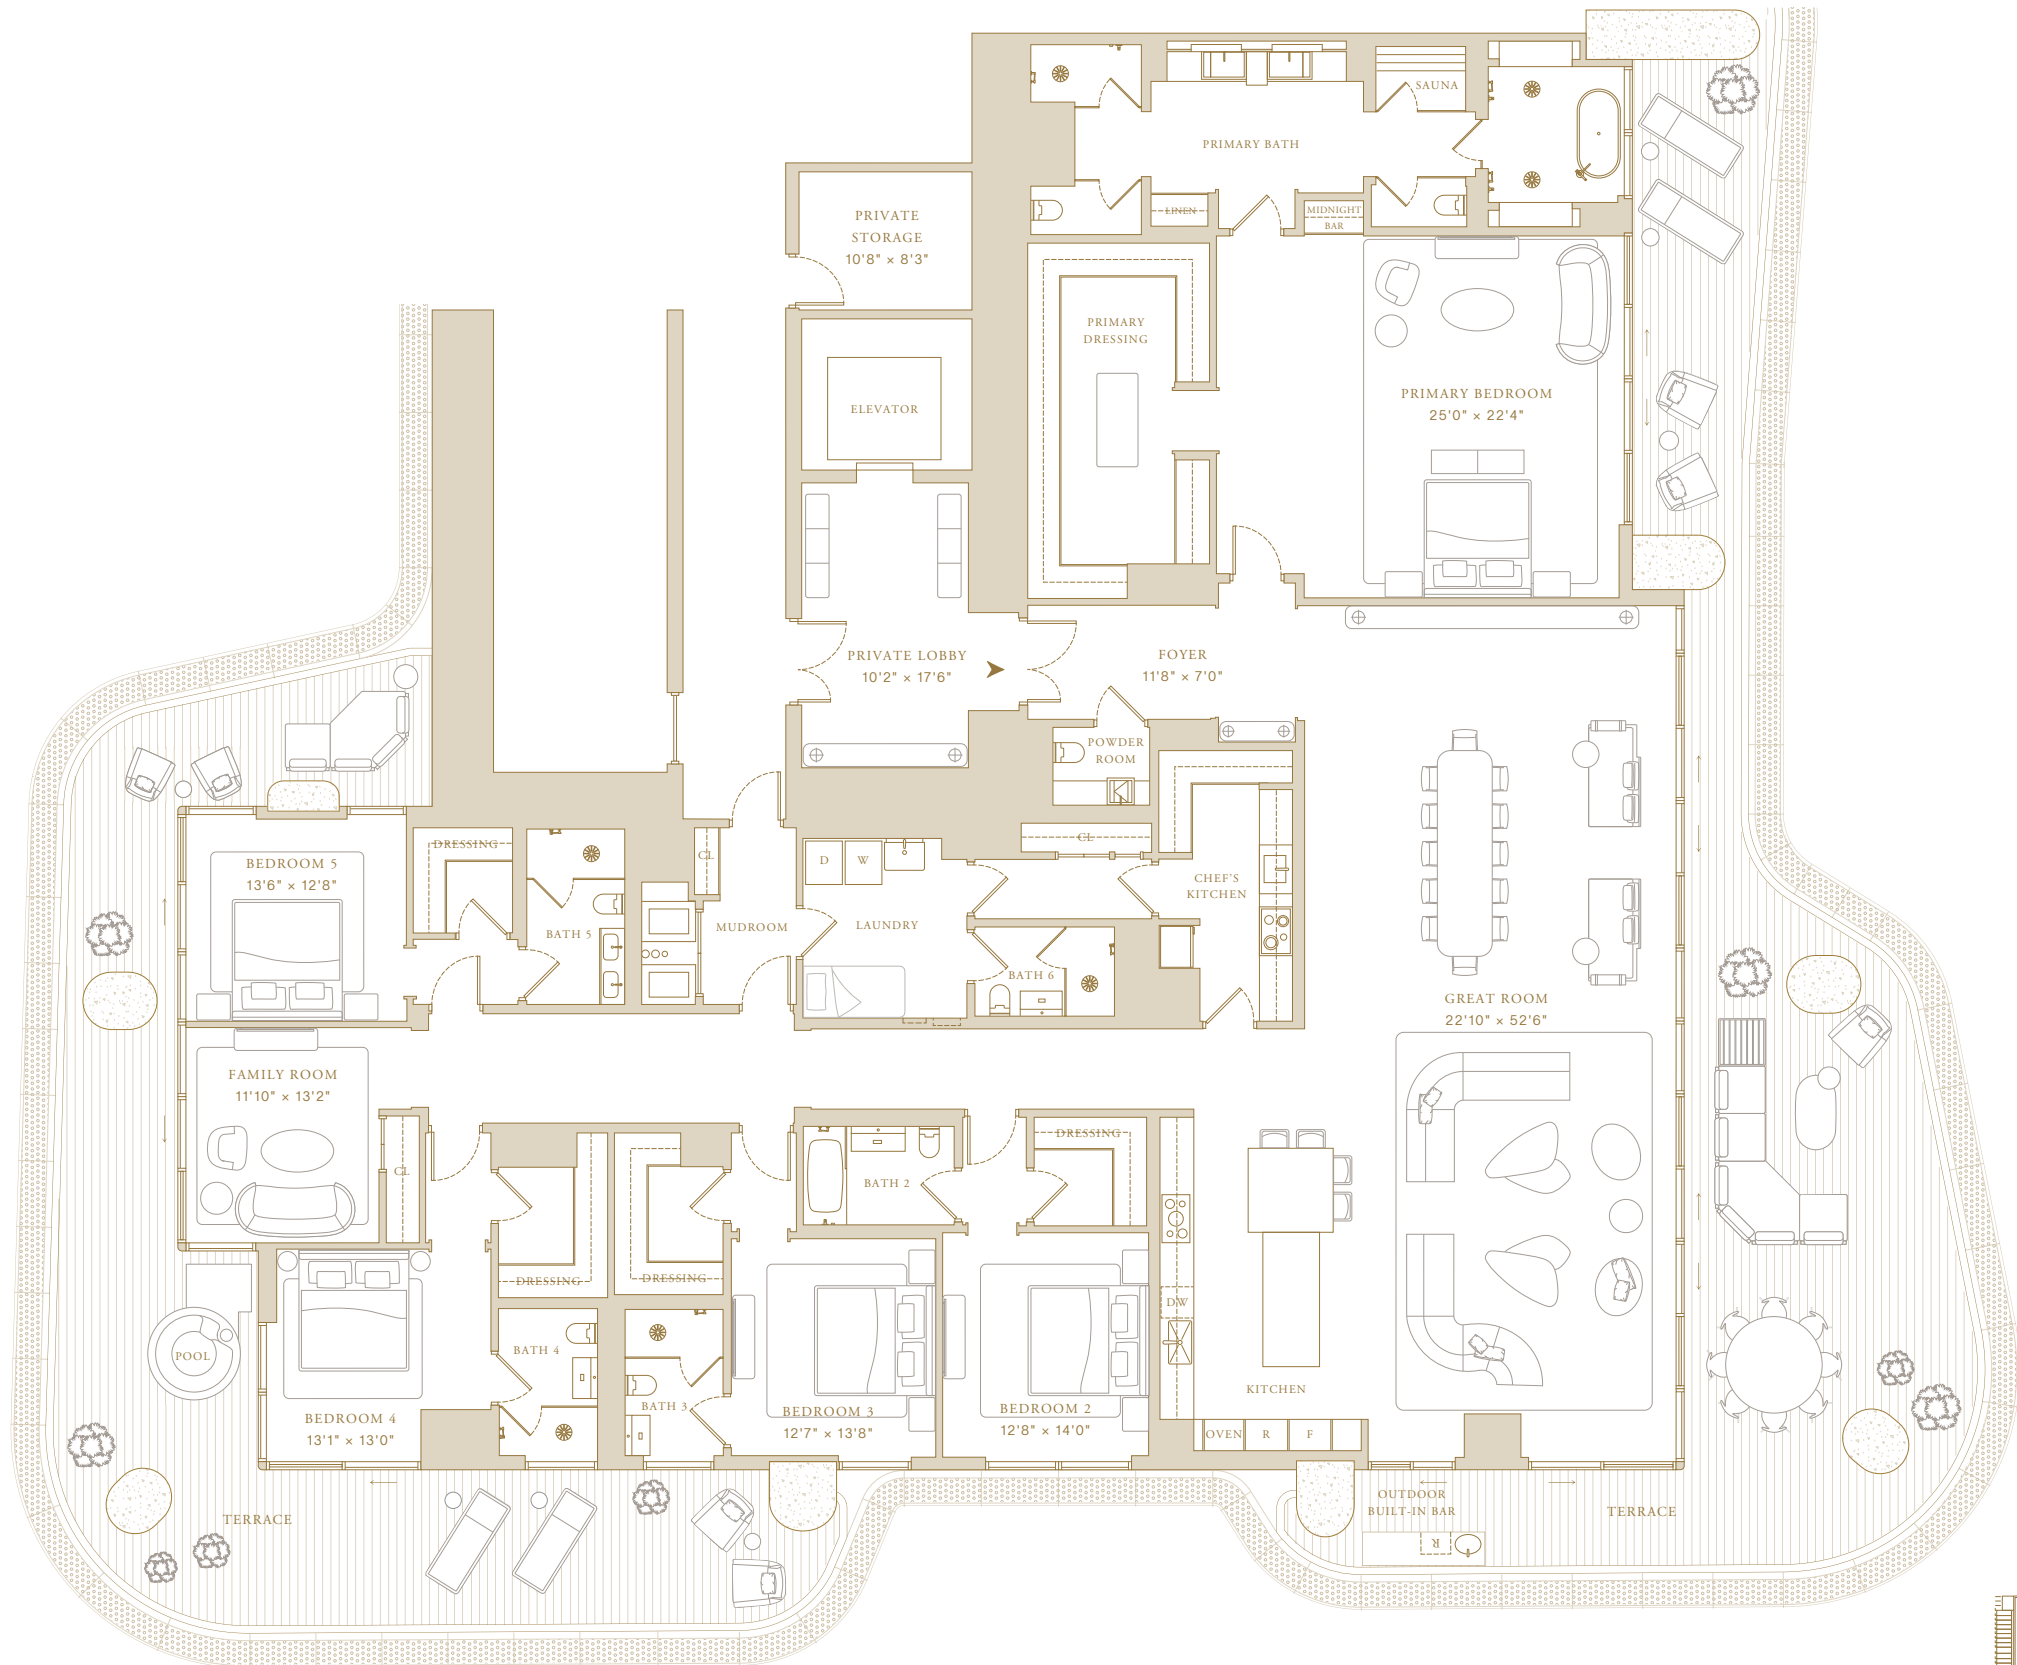 SAUNA
PRIMARY BATH
LINEN
MIDNIGHT
BAR
PRIVATE
STORAGE
10'8" × 8'3"
PRIMARY
DRESSING
ELEVATOR
PRIMARY BEDROOM
25'0" × 22'4"
PRIVATE LOBBY
10'2" × 17'6"
FOYER
11'8" × 7'0"
POWDER
ROOM
CL
DRESSING
CL
BEDROOM 5
13'6" × 12'8"
D
W
CHEF'S
KITCHEN
BATH 5
MUDROOM
LAUNDRY
BATH 6
GREAT ROOM
22'10" × 52'6"
FAMILY ROOM
11'10" × 13'2"
CL
DRESSING
BATH 2
DRESSING
DRESSING
DW
POOL
BATH 4
KITCHEN
BATH 3
BEDROOM 4
13'1" × 13'0"
BEDROOM 3
12'7" × 13'8"
BEDROOM 2
12'8" × 14'0"
OVEN
R
F
OUTDOOR
BUILT-IN BAR
TERRACE
TERRACE
R